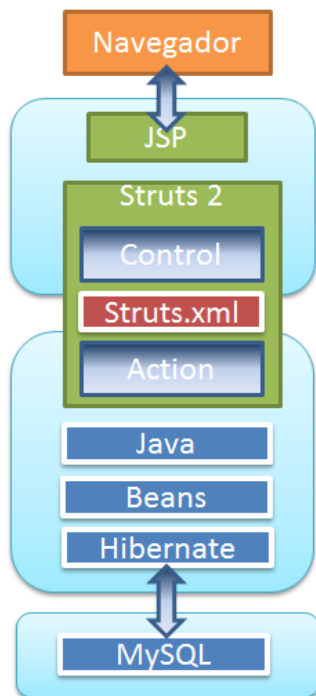 Navegador
JSP
Struts 2
Control
Struts.xml
Action
Java
Beans
Hibernate
MySQL